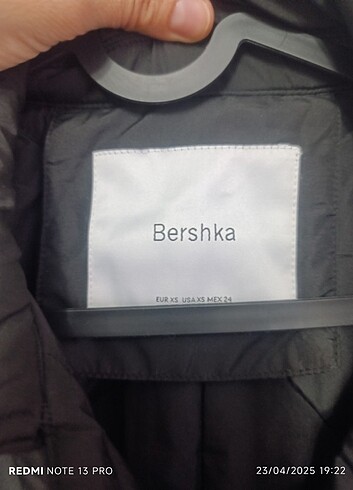 Bershka
EUR XS USA XS MEX 24
REDMI NOTE 13 PRO
23/04/2025 19:22